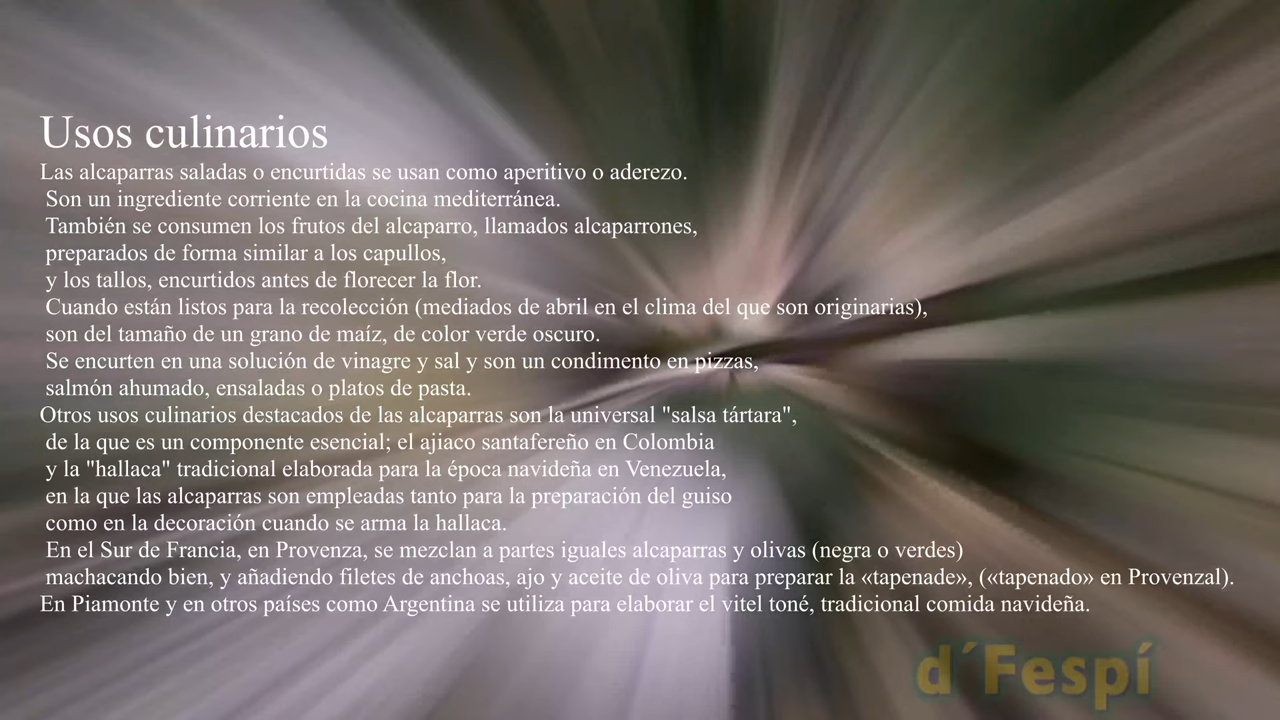 Usos culinarios
Las alcaparras saladas o encurtidas se usan como aperitivo o aderezo.
Son un ingrediente corriente en la cocina mediterránea.
También se consumen los frutos del alcaparro, llamados alcaparrones,
preparados de forma similar a los capullos,
y los tallos, encurtidos antes de florecer la flor.
Cuando están listos para la recolección (mediados de abril en el clima del que son originarias),
son del tamaño de un grano de maíz, de color verde oscuro.
Se encurten en una solución de vinagre y sal y son un condimento en pizzas,
salmón ahumado, ensaladas o platos de pasta.
Otros usos culinarios destacados de las alcaparras son la universal "salsa tártara",
de la que es un componente esencial; el ajiaco santafereño en Colombia
y la "hallaca" tradicional elaborada para la época navideña en Venezuela,
en la que las alcaparras son empleadas tanto para la preparación del guiso
como en la decoración cuando se arma la hallaca.
En el Sur de Francia, en Provenza, se mezclan a partes iguales alcaparras y olivas (negra o verdes)
machacando bien, y añadiendo filetes de anchoas, ajo y aceite de oliva para preparar la «tapenade», («tapenado» en Provenzal).
En Piamonte y en otros países como Argentina se utiliza para elaborar el vitel toné, tradicional comida navideña.
d´Fespí